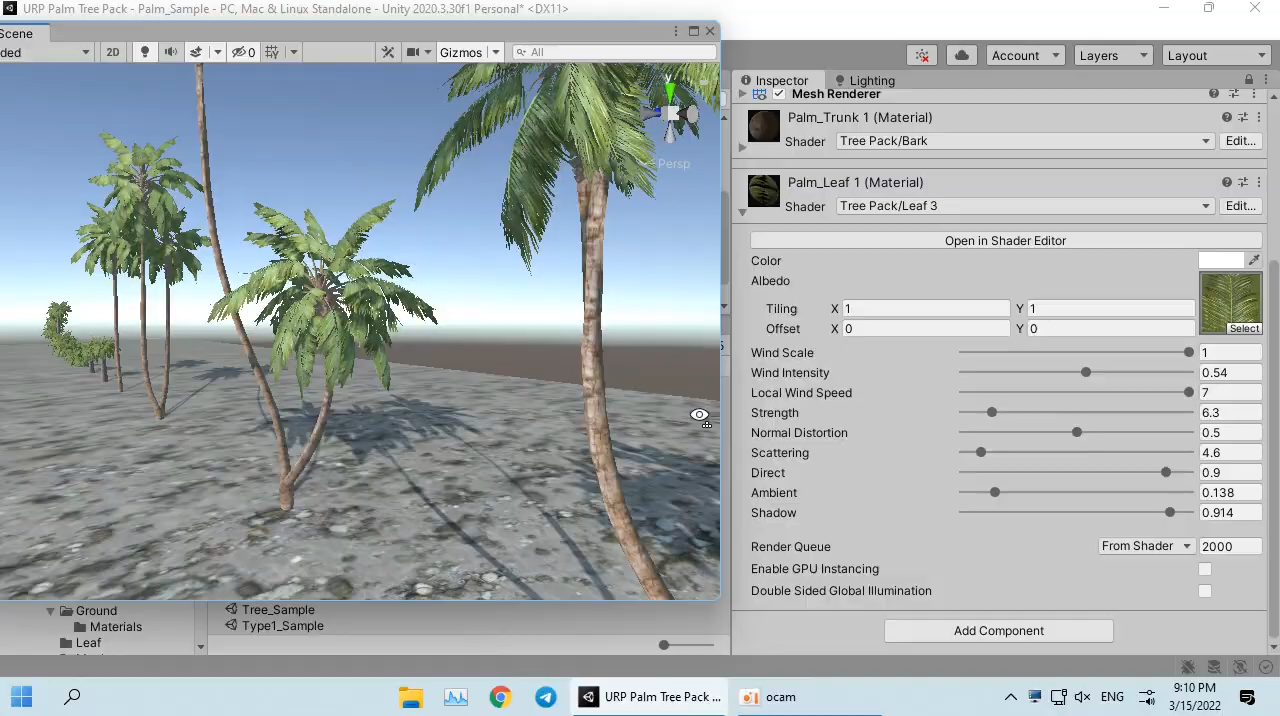 URP Palm Tree Pack - Palm_Sample - PC, Mac & Linux Standalone - Unity 2020.3.30f1 Personal* <DX11>
Scene
ded
2D
0
Gizmos
All
Account
Layers
Layout
y
Persp
Inspector
Lighting
Mesh Renderer
Palm_Trunk 1 (Material)
Shader
Tree Pack/Bark
Edit...
Palm_Leaf 1 (Material)
Shader
Tree Pack/Leaf 3
Edit...
Open in Shader Editor
Color
Albedo
Tiling X 1 Y 1
Offset X 0 Y 0
Select
Wind Scale 1
Wind Intensity 0.54
Local Wind Speed 7
Strength 6.3
Normal Distortion 0.5
Scattering 4.6
Direct 0.9
Ambient 0.138
Shadow 0.914
Render Queue From Shader 2000
Enable GPU Instancing
Double Sided Global Illumination
Add Component
Ground
Materials
Leaf
Tree_Sample
Type1_Sample
URP Palm Tree Pack ...
ocam
ENG
9:10 PM
3/15/2022